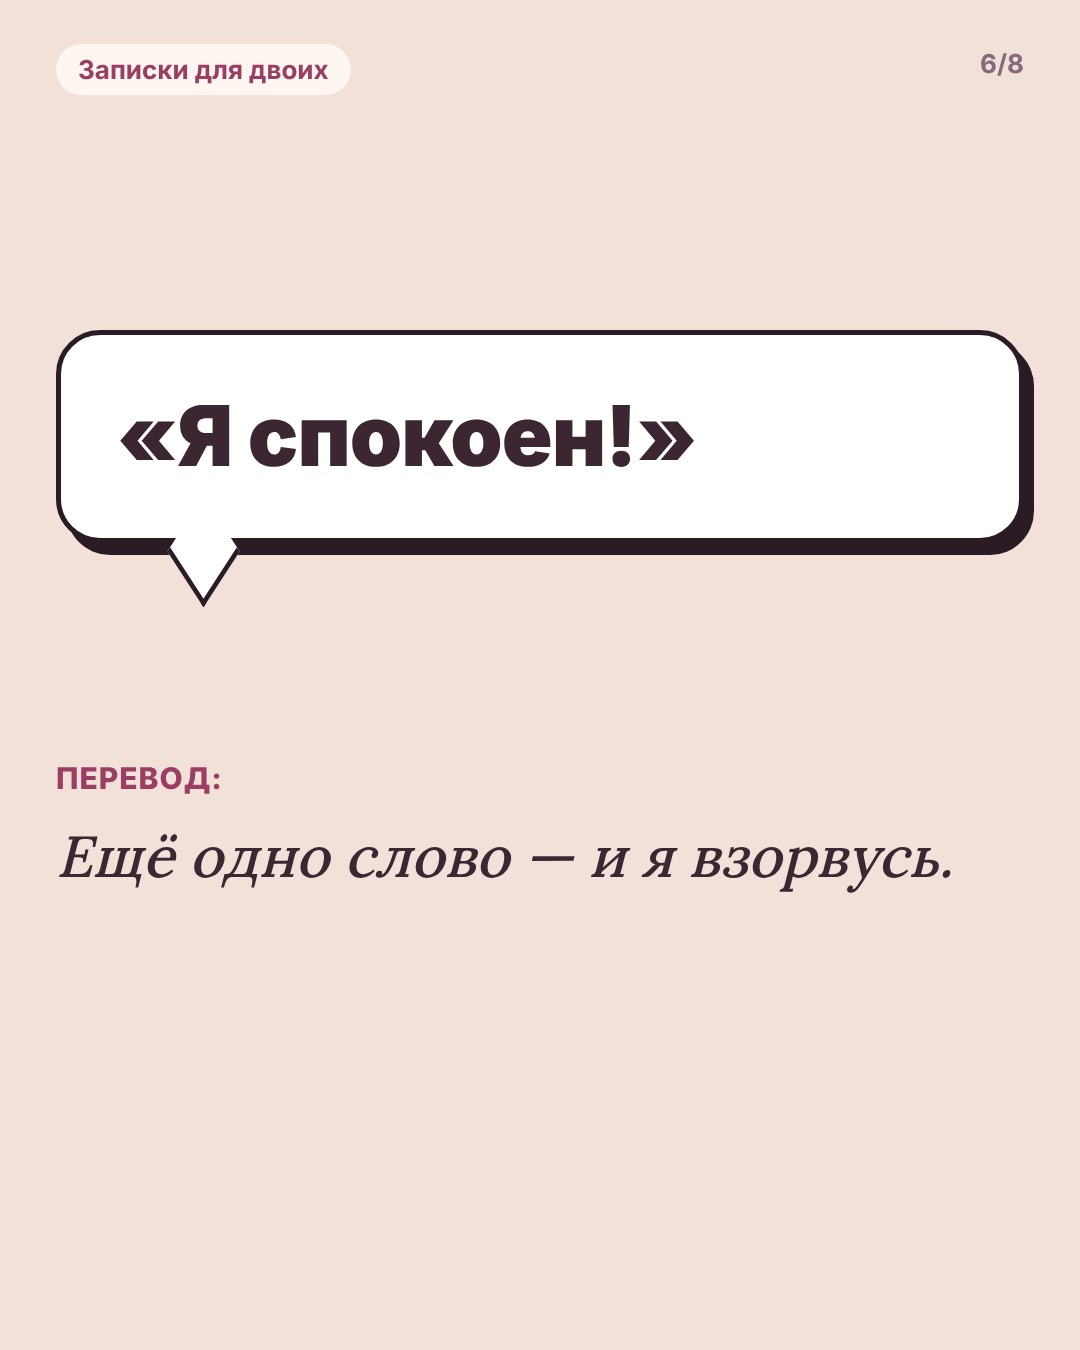 Записки для двоих
6/8
«Я спокоен!»
ПЕРЕВОД:
Ещё одно слово — и я взорвусь.